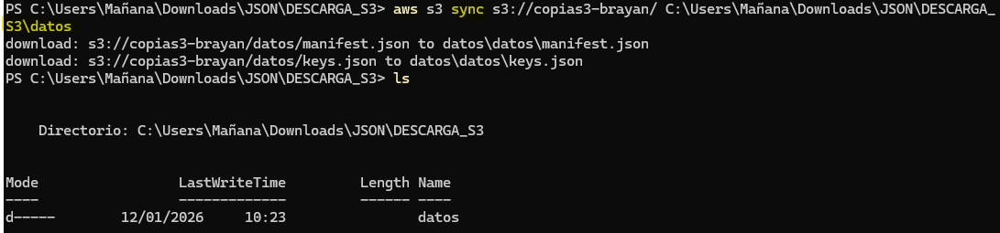 PS C:\Users\Mañana\Downloads\JSON\DESCARGA_S3> aws s3 sync s3://copias3-brayan/ C:\Users\Mañana\Downloads\JSON\DESCARGA_
S3\datos
download: s3://copias3-brayan/datos/manifest.json to datos\datos\manifest.json
download: s3://copias3-brayan/datos/keys.json to datos\datos\keys.json
PS C:\Users\Mañana\Downloads\JSON\DESCARGA_S3> ls
Directorio: C:\Users\Mañana\Downloads\JSON\DESCARGA_S3
Mode LastWriteTime Length Name
---- ------------- ------ ----
d----- 12/01/2026 10:23 datos